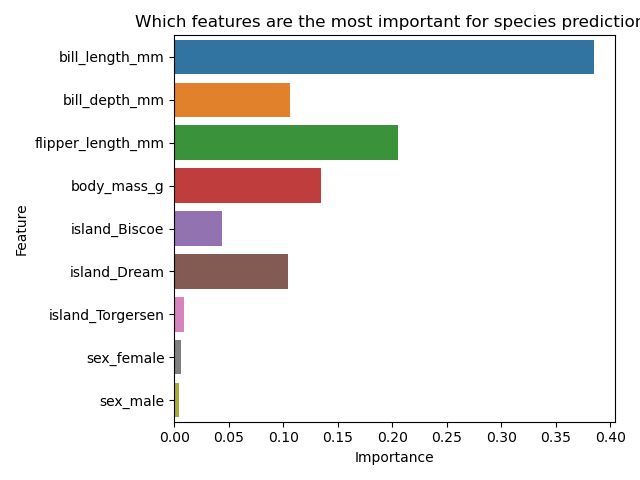 Which features are the most important for species prediction
bill_length_mm
bill_depth_mm
flipper_length_mm
body_mass_g
island_Biscoe
island_Dream
island_Torgersen
sex_female
sex_male
Feature
0.00 0.05 0.10 0.15 0.20 0.25 0.30 0.35 0.40
Importance